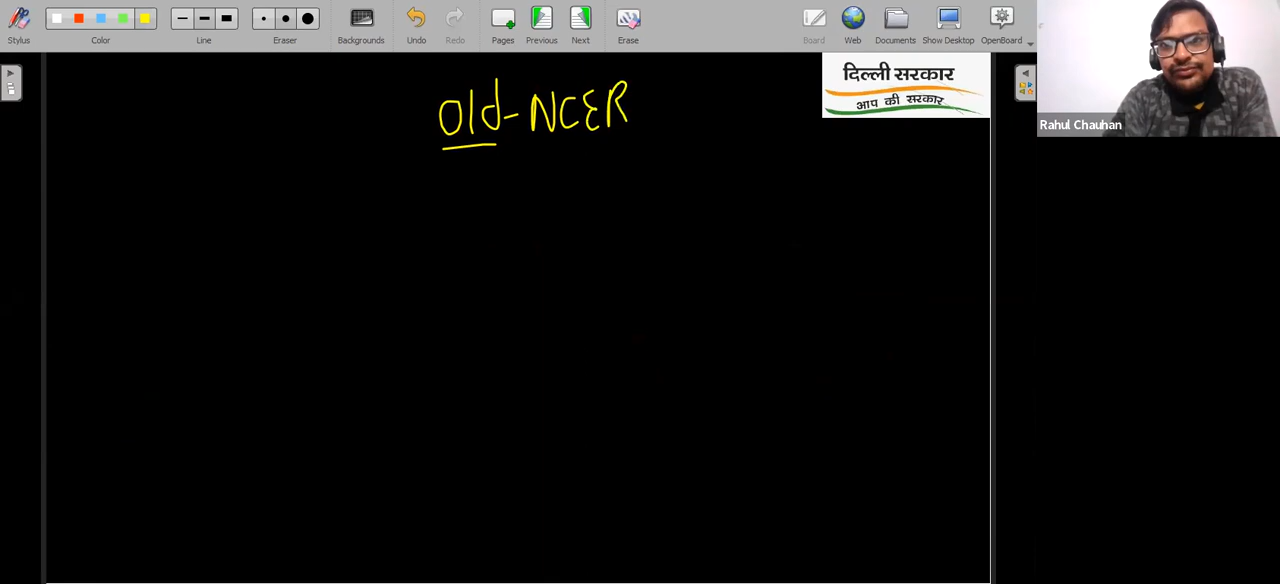 Stylus
Color
Line
Eraser
Backgrounds
Undo
Redo
Pages
Previous
Next
Erase
Board
Web
Documents
Show Desktop
OpenBoard
old-NCER
दिल्ली सरकार
आप की सरकार
Rahul Chauhan